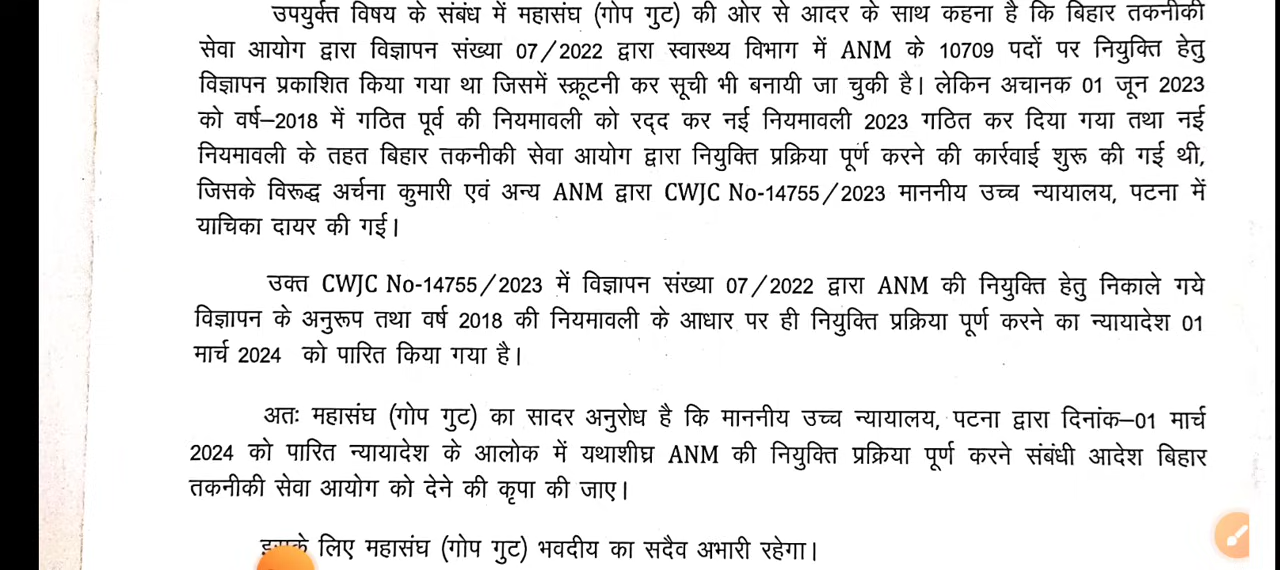 उपर्युक्त विषय के संबंध में महासंघ (गोप गुट) की ओर से आदर के साथ कहना है कि बिहार तकनीकी
सेवा आयोग द्वारा विज्ञापन संख्या 07/2022 द्वारा स्वास्थ्य विभाग में ANM के 10709 पदों पर नियुक्ति हेतु
विज्ञापन प्रकाशित किया गया था जिसमें स्क्रूटनी कर सूची भी बनायी जा चुकी है। लेकिन अचानक 01 जून 2023
को वर्ष–2018 में गठित पूर्व की नियमावली को रद्द कर नई नियमावली 2023 गठित कर दिया गया तथा नई
नियमावली के तहत बिहार तकनीकी सेवा आयोग द्वारा नियुक्ति प्रक्रिया पूर्ण करने की कार्रवाई शुरू की गई थी,
जिसके विरूद्ध अर्चना कुमारी एवं अन्य ANM द्वारा CWJC No-14755/2023 माननीय उच्च न्यायालय, पटना में
याचिका दायर की गई।
उक्त CWJC No-14755/2023 में विज्ञापन संख्या 07/2022 द्वारा ANM की नियुक्ति हेतु निकाले गये
विज्ञापन के अनुरूप तथा वर्ष 2018 की नियमावली के आधार पर ही नियुक्ति प्रक्रिया पूर्ण करने का न्यायादेश 01
मार्च 2024 को पारित किया गया है।
अतः महासंघ (गोप गुट) का सादर अनुरोध है कि माननीय उच्च न्यायालय, पटना द्वारा दिनांक–01 मार्च
2024 को पारित न्यायादेश के आलोक में यथाशीघ्र ANM की नियुक्ति प्रक्रिया पूर्ण करने संबंधी आदेश बिहार
तकनीकी सेवा आयोग को देने की कृपा की जाए।
इसके लिए महासंघ (गोप गुट) भवदीय का सदैव अभारी रहेगा।